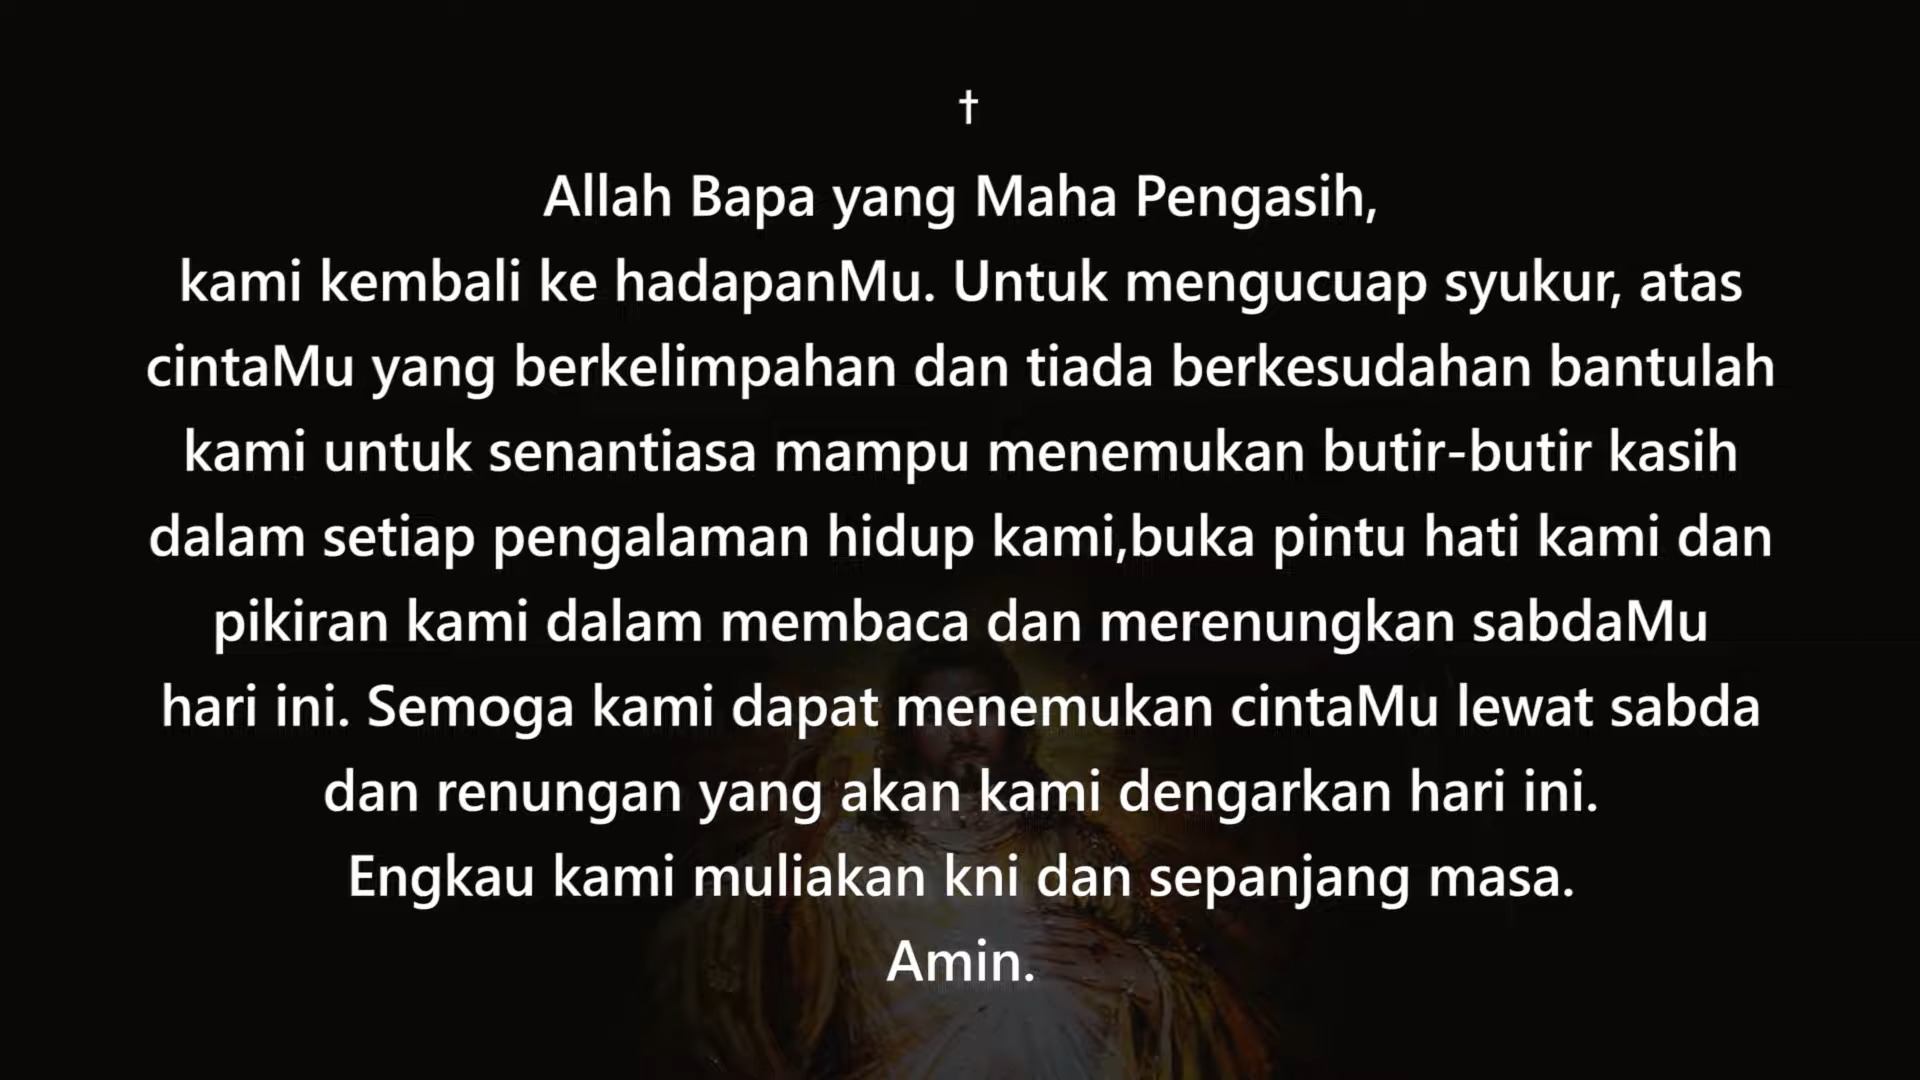 †
Allah Bapa yang Maha Pengasih,
kami kembali ke hadapanMu. Untuk mengucuap syukur, atas
cintaMu yang berkelimpahan dan tiada berkesudahan bantulah
kami untuk senantiasa mampu menemukan butir-butir kasih
dalam setiap pengalaman hidup kami,buka pintu hati kami dan
pikiran kami dalam membaca dan merenungkan sabdaMu
hari ini. Semoga kami dapat menemukan cintaMu lewat sabda
dan renungan yang akan kami dengarkan hari ini.
Engkau kami muliakan kni dan sepanjang masa.
Amin.